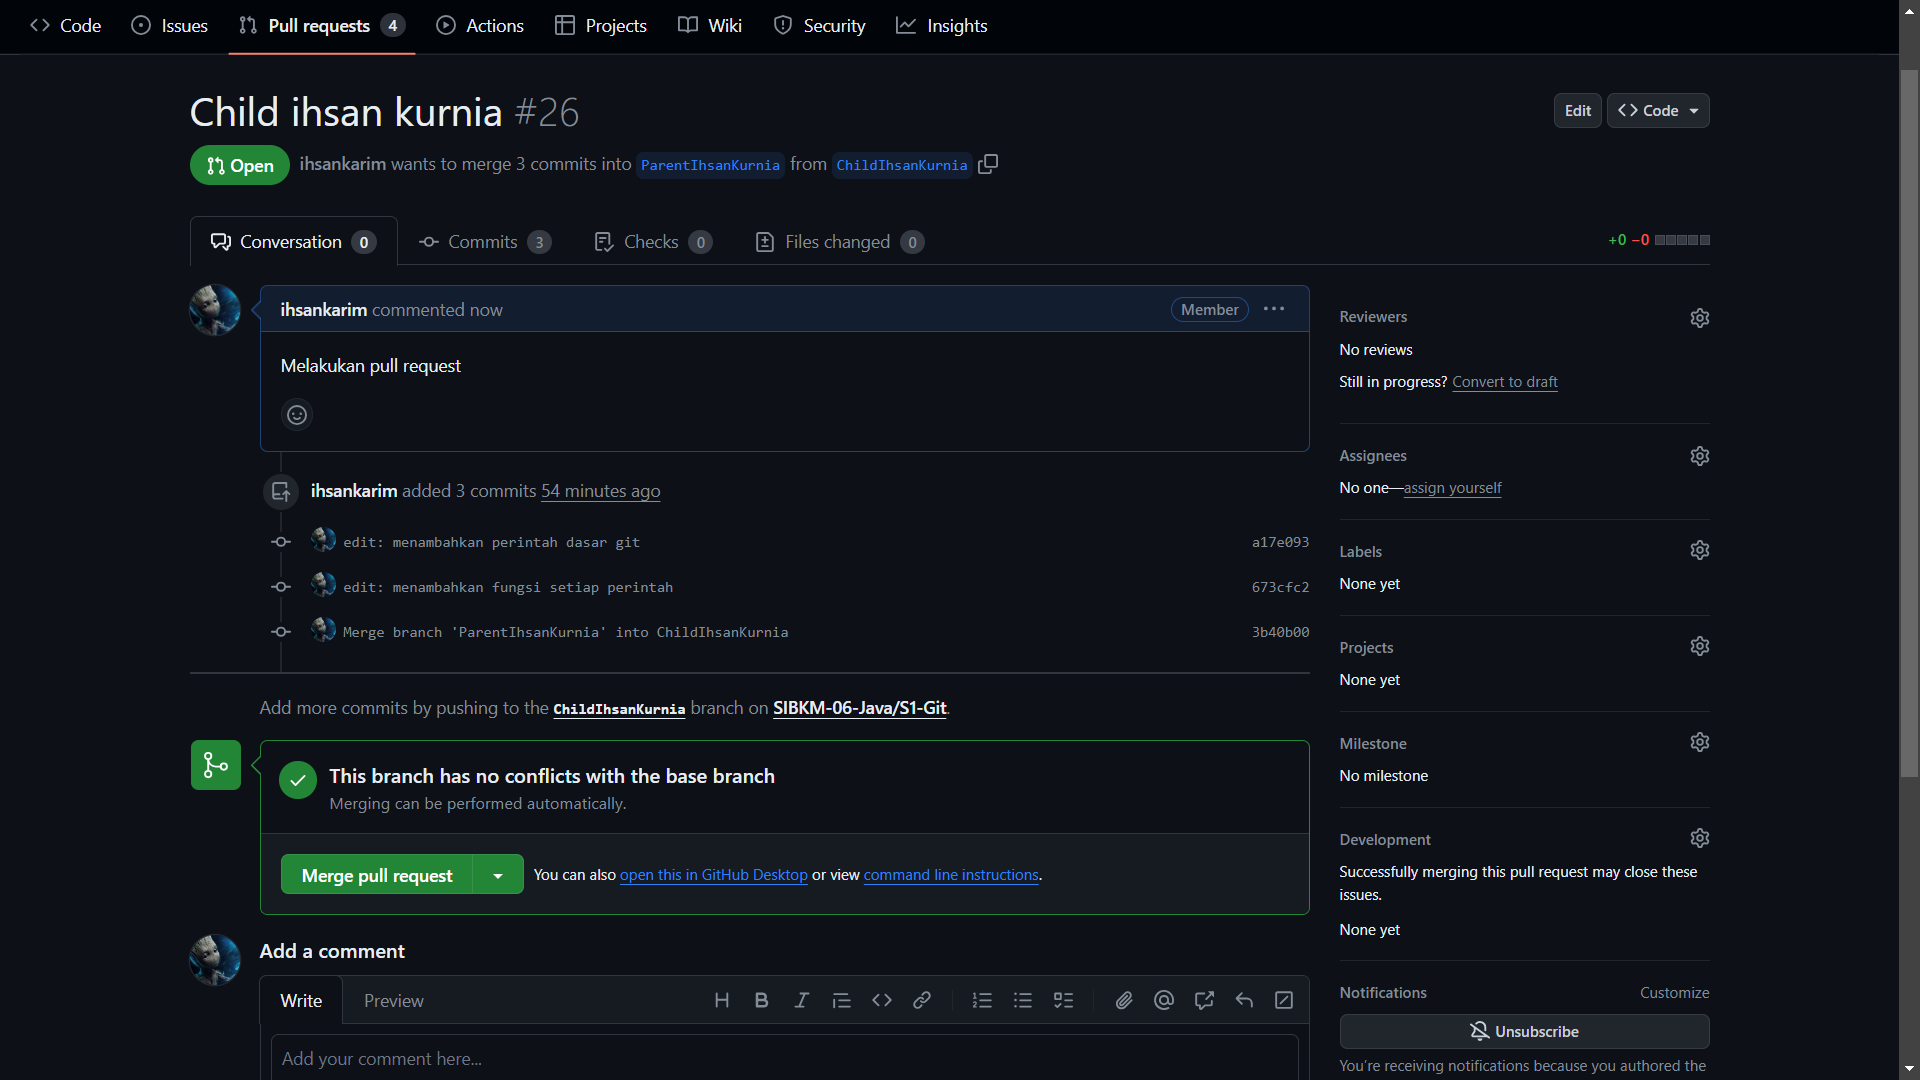 Code Issues Pull requests 4 Actions Projects Wiki Security Insights
Child ihsan kurnia #26
Edit Code
Open ihsankarim wants to merge 3 commits into ParentIhsanKurnia from ChildIhsanKurnia
Conversation 0 Commits 3 Checks 0 Files changed 0 +0 −0
ihsankarim commented now Member
Melakukan pull request
ihsankarim added 3 commits 54 minutes ago
edit: menambahkan perintah dasar git a17e093
edit: menambahkan fungsi setiap perintah 673cfc2
Merge branch 'ParentIhsanKurnia' into ChildIhsanKurnia 3b40b00
Add more commits by pushing to the ChildIhsanKurnia branch on SIBKM-06-Java/S1-Git.
This branch has no conflicts with the base branch
Merging can be performed automatically.
Merge pull request You can also open this in GitHub Desktop or view command line instructions.
Add a comment
Write Preview
Add your comment here...
Reviewers
No reviews
Still in progress? Convert to draft
Assignees
No one—assign yourself
Labels
None yet
Projects
None yet
Milestone
No milestone
Development
Successfully merging this pull request may close these
issues.
None yet
Notifications Customize
Unsubscribe
You're receiving notifications because you authored the